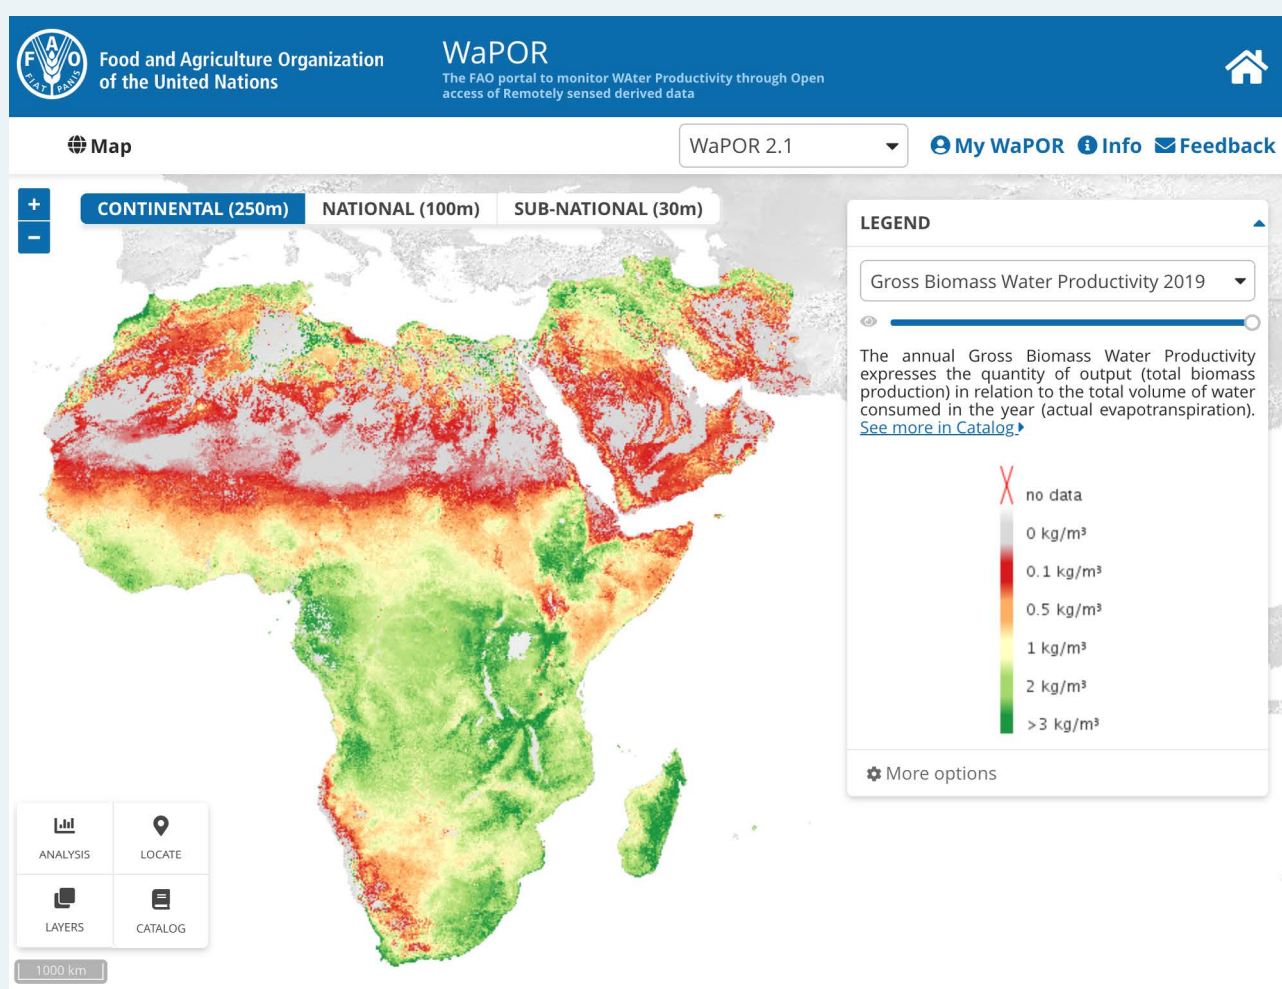 FAO
FIAT PANIS
Food and Agriculture Organization
of the United Nations
WaPOR
The FAO portal to monitor WAter Productivity through Open
access of Remotely sensed derived data
Map
WaPOR 2.1
My WaPOR
Info
Feedback
+
−
CONTINENTAL (250m)
NATIONAL (100m)
SUB-NATIONAL (30m)
LEGEND
Gross Biomass Water Productivity 2019
The annual Gross Biomass Water Productivity
expresses the quantity of output (total biomass
production) in relation to the total volume of water
consumed in the year (actual evapotranspiration).
See more in Catalog
no data
0 kg/m³
0.1 kg/m³
0.5 kg/m³
1 kg/m³
2 kg/m³
>3 kg/m³
More options
ANALYSIS
LOCATE
LAYERS
CATALOG
1000 km